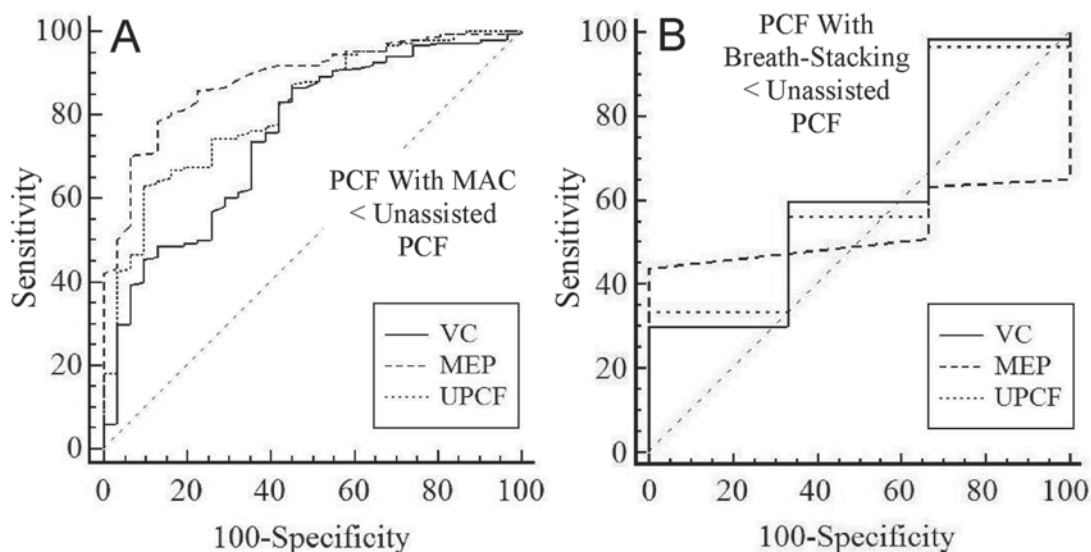 A
100
80
60
40
20
0
Sensitivity
PCF With MAC
< Unassisted
PCF
VC
MEP
UPCF
0 20 40 60 80 100
100-Specificity
B
PCF With
Breath-Stacking
< Unassisted
PCF
100
80
60
40
20
0
Sensitivity
VC
MEP
UPCF
0 20 40 60 80 100
100-Specificity